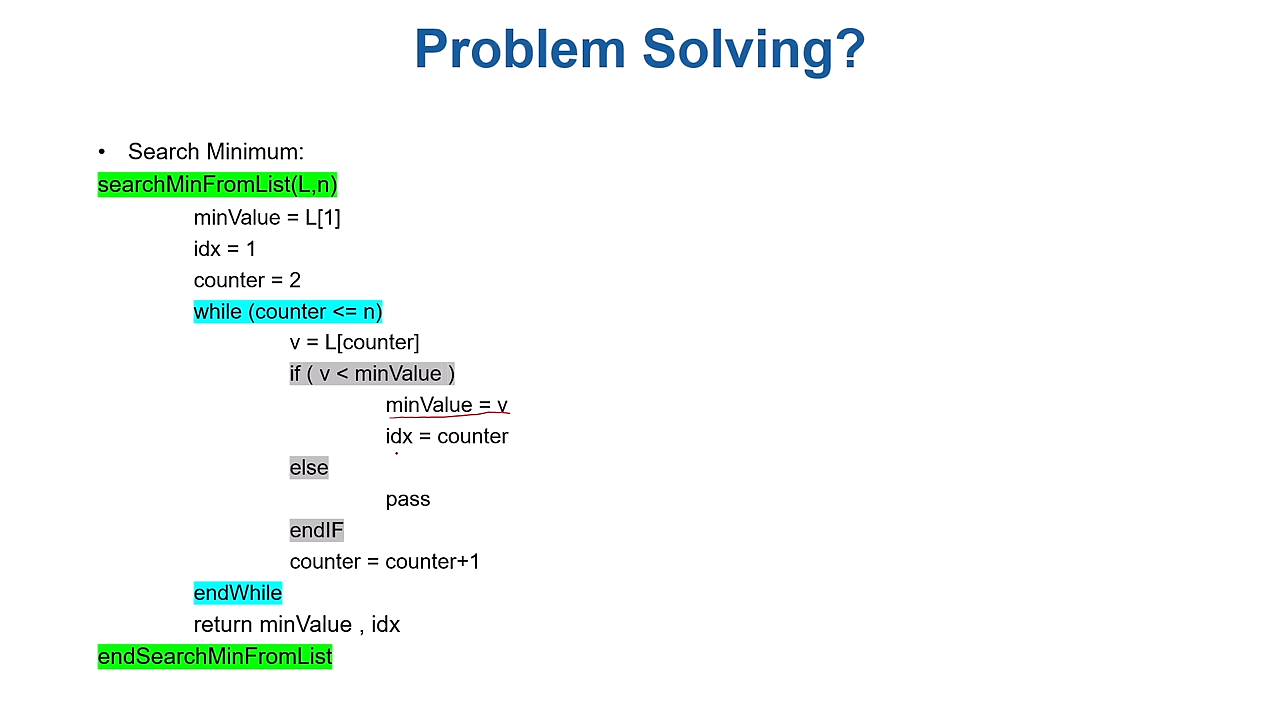 Problem Solving?
• Search Minimum:
searchMinFromList(L,n)
minValue = L[1]
idx = 1
counter = 2
while (counter <= n)
v = L[counter]
if ( v < minValue )
minValue = v
idx = counter
else
pass
endIF
counter = counter+1
endWhile
return minValue , idx
endSearchMinFromList